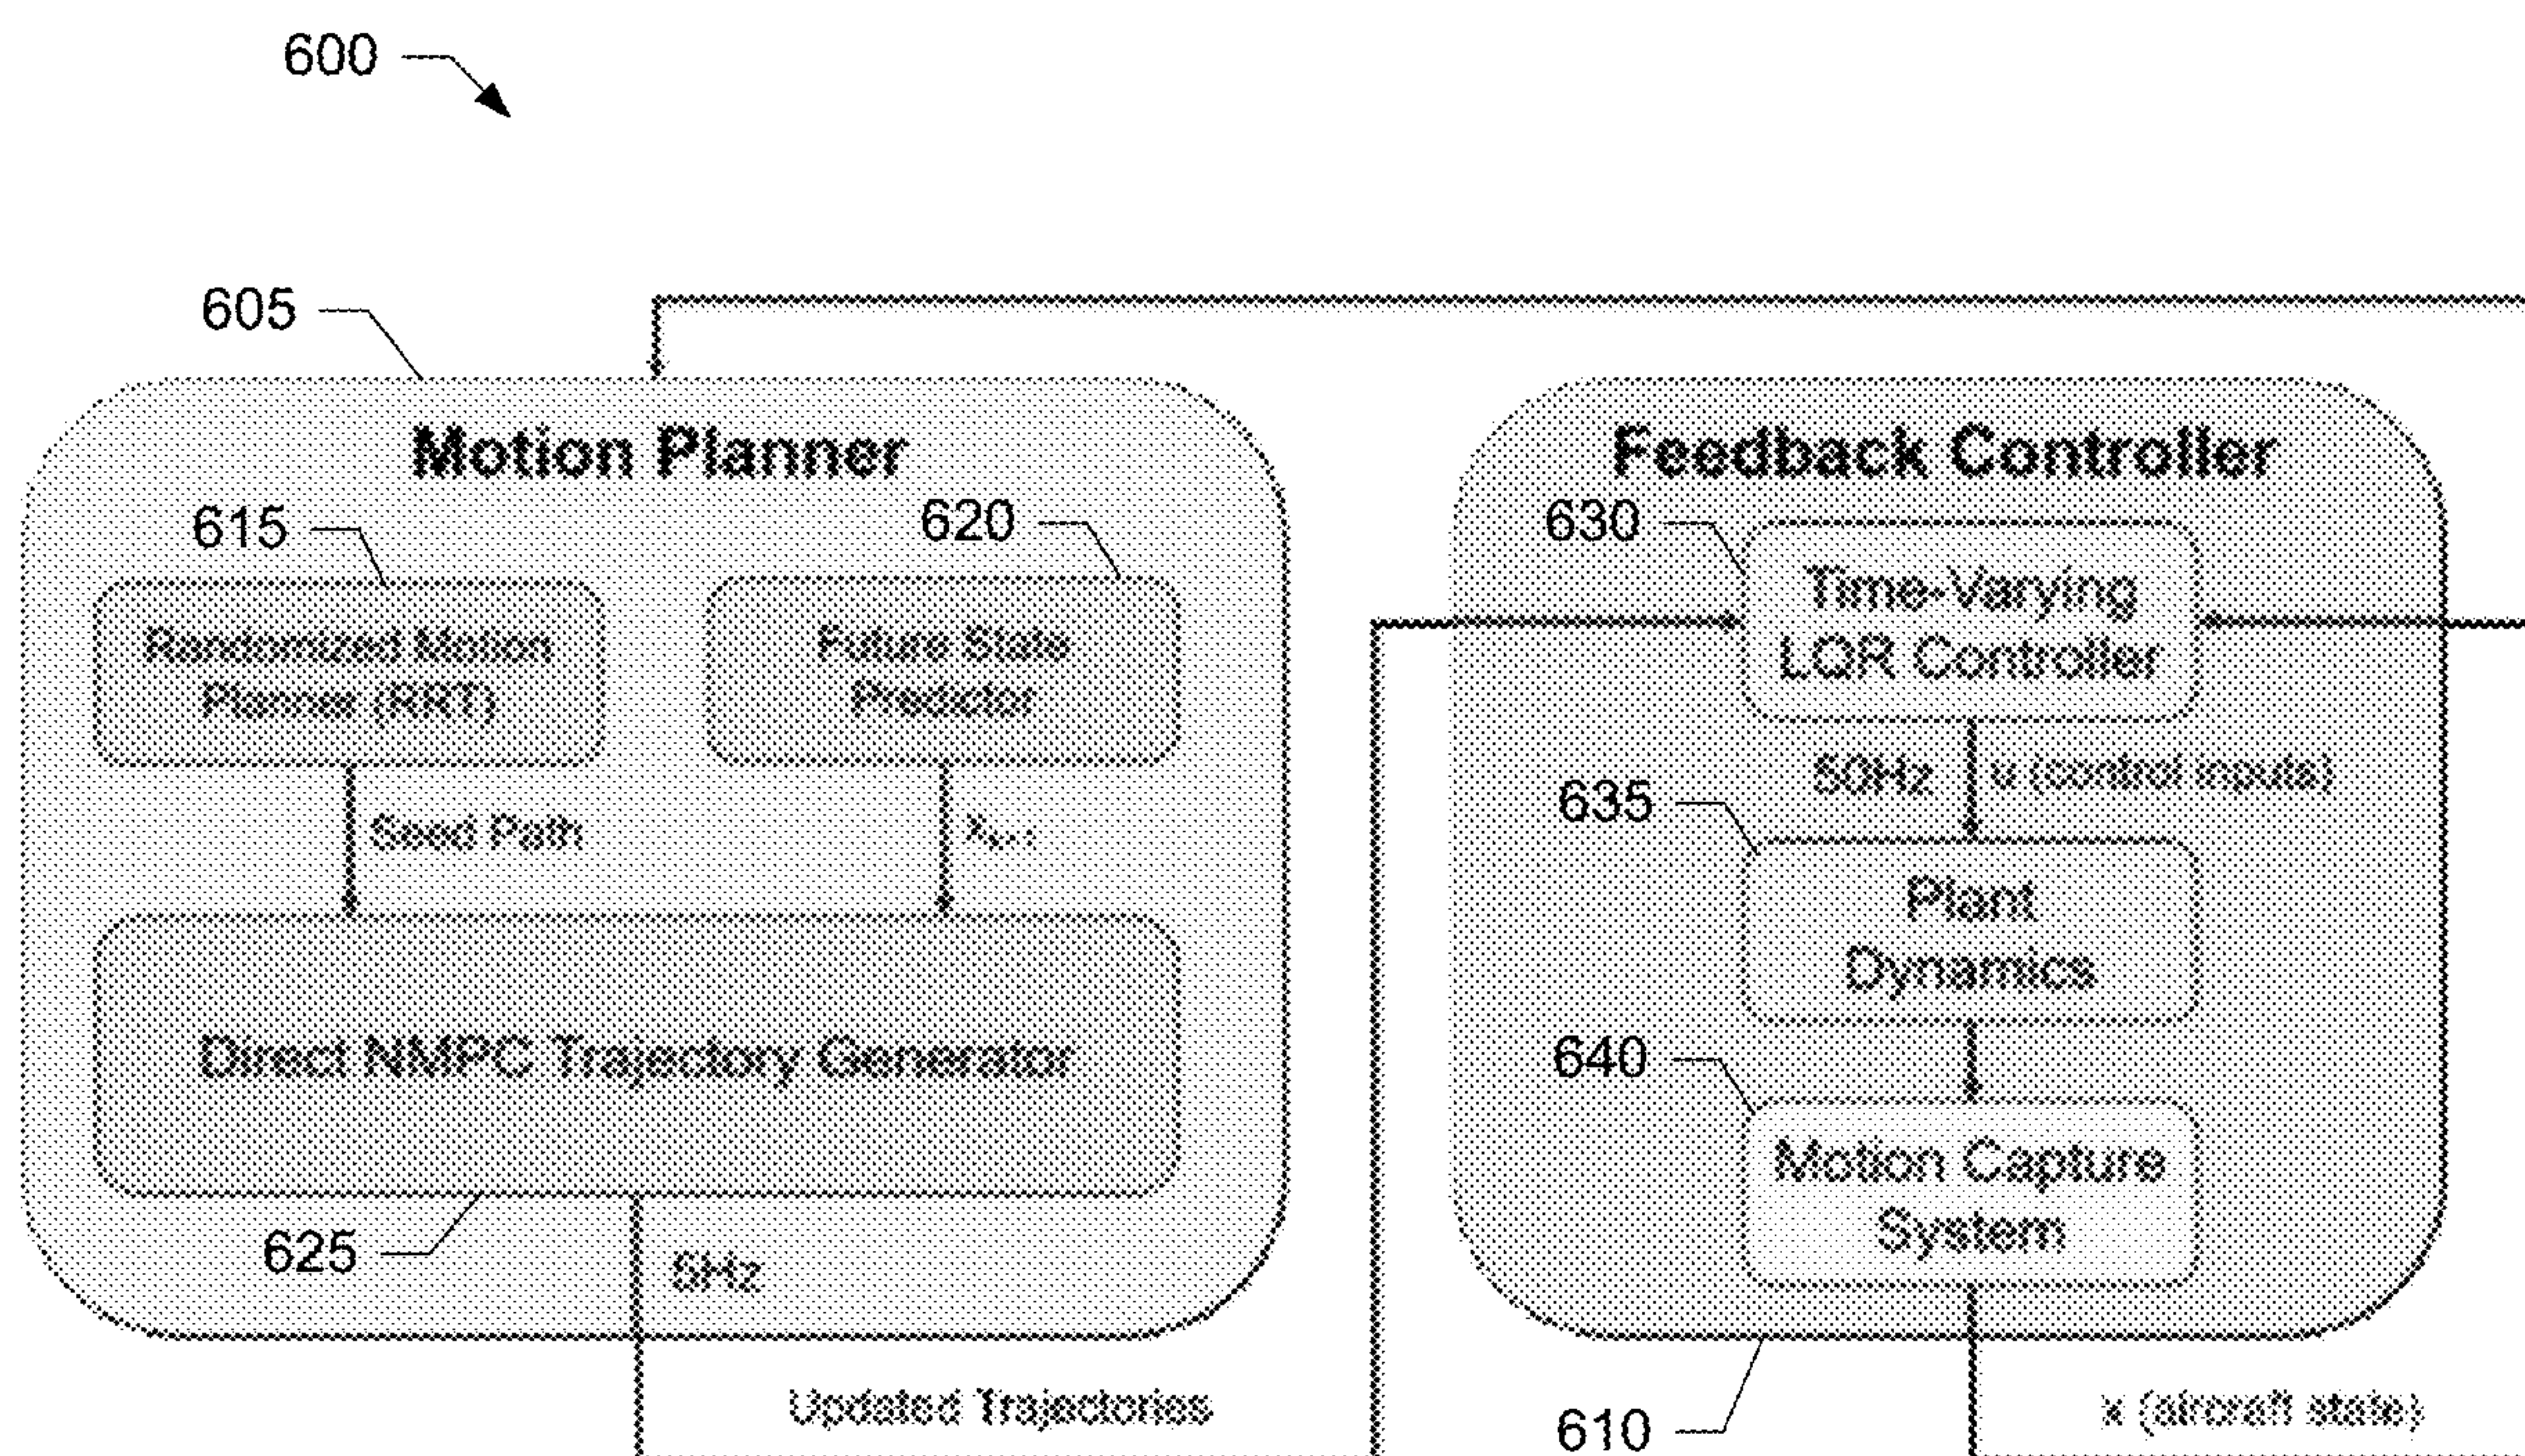 600
605
Motion Planner
615
620
Randomized Motion
Planner (RRT)
Future State
Predictor
Seed Path
Direct NMPC Trajectory Generator
625
5Hz
Updated Trajectories
Feedback Controller
630
Time-Varying
LQR Controller
50Hz
u (control inputs)
635
Plant
Dynamics
640
Motion Capture
System
610
x (aircraft state)